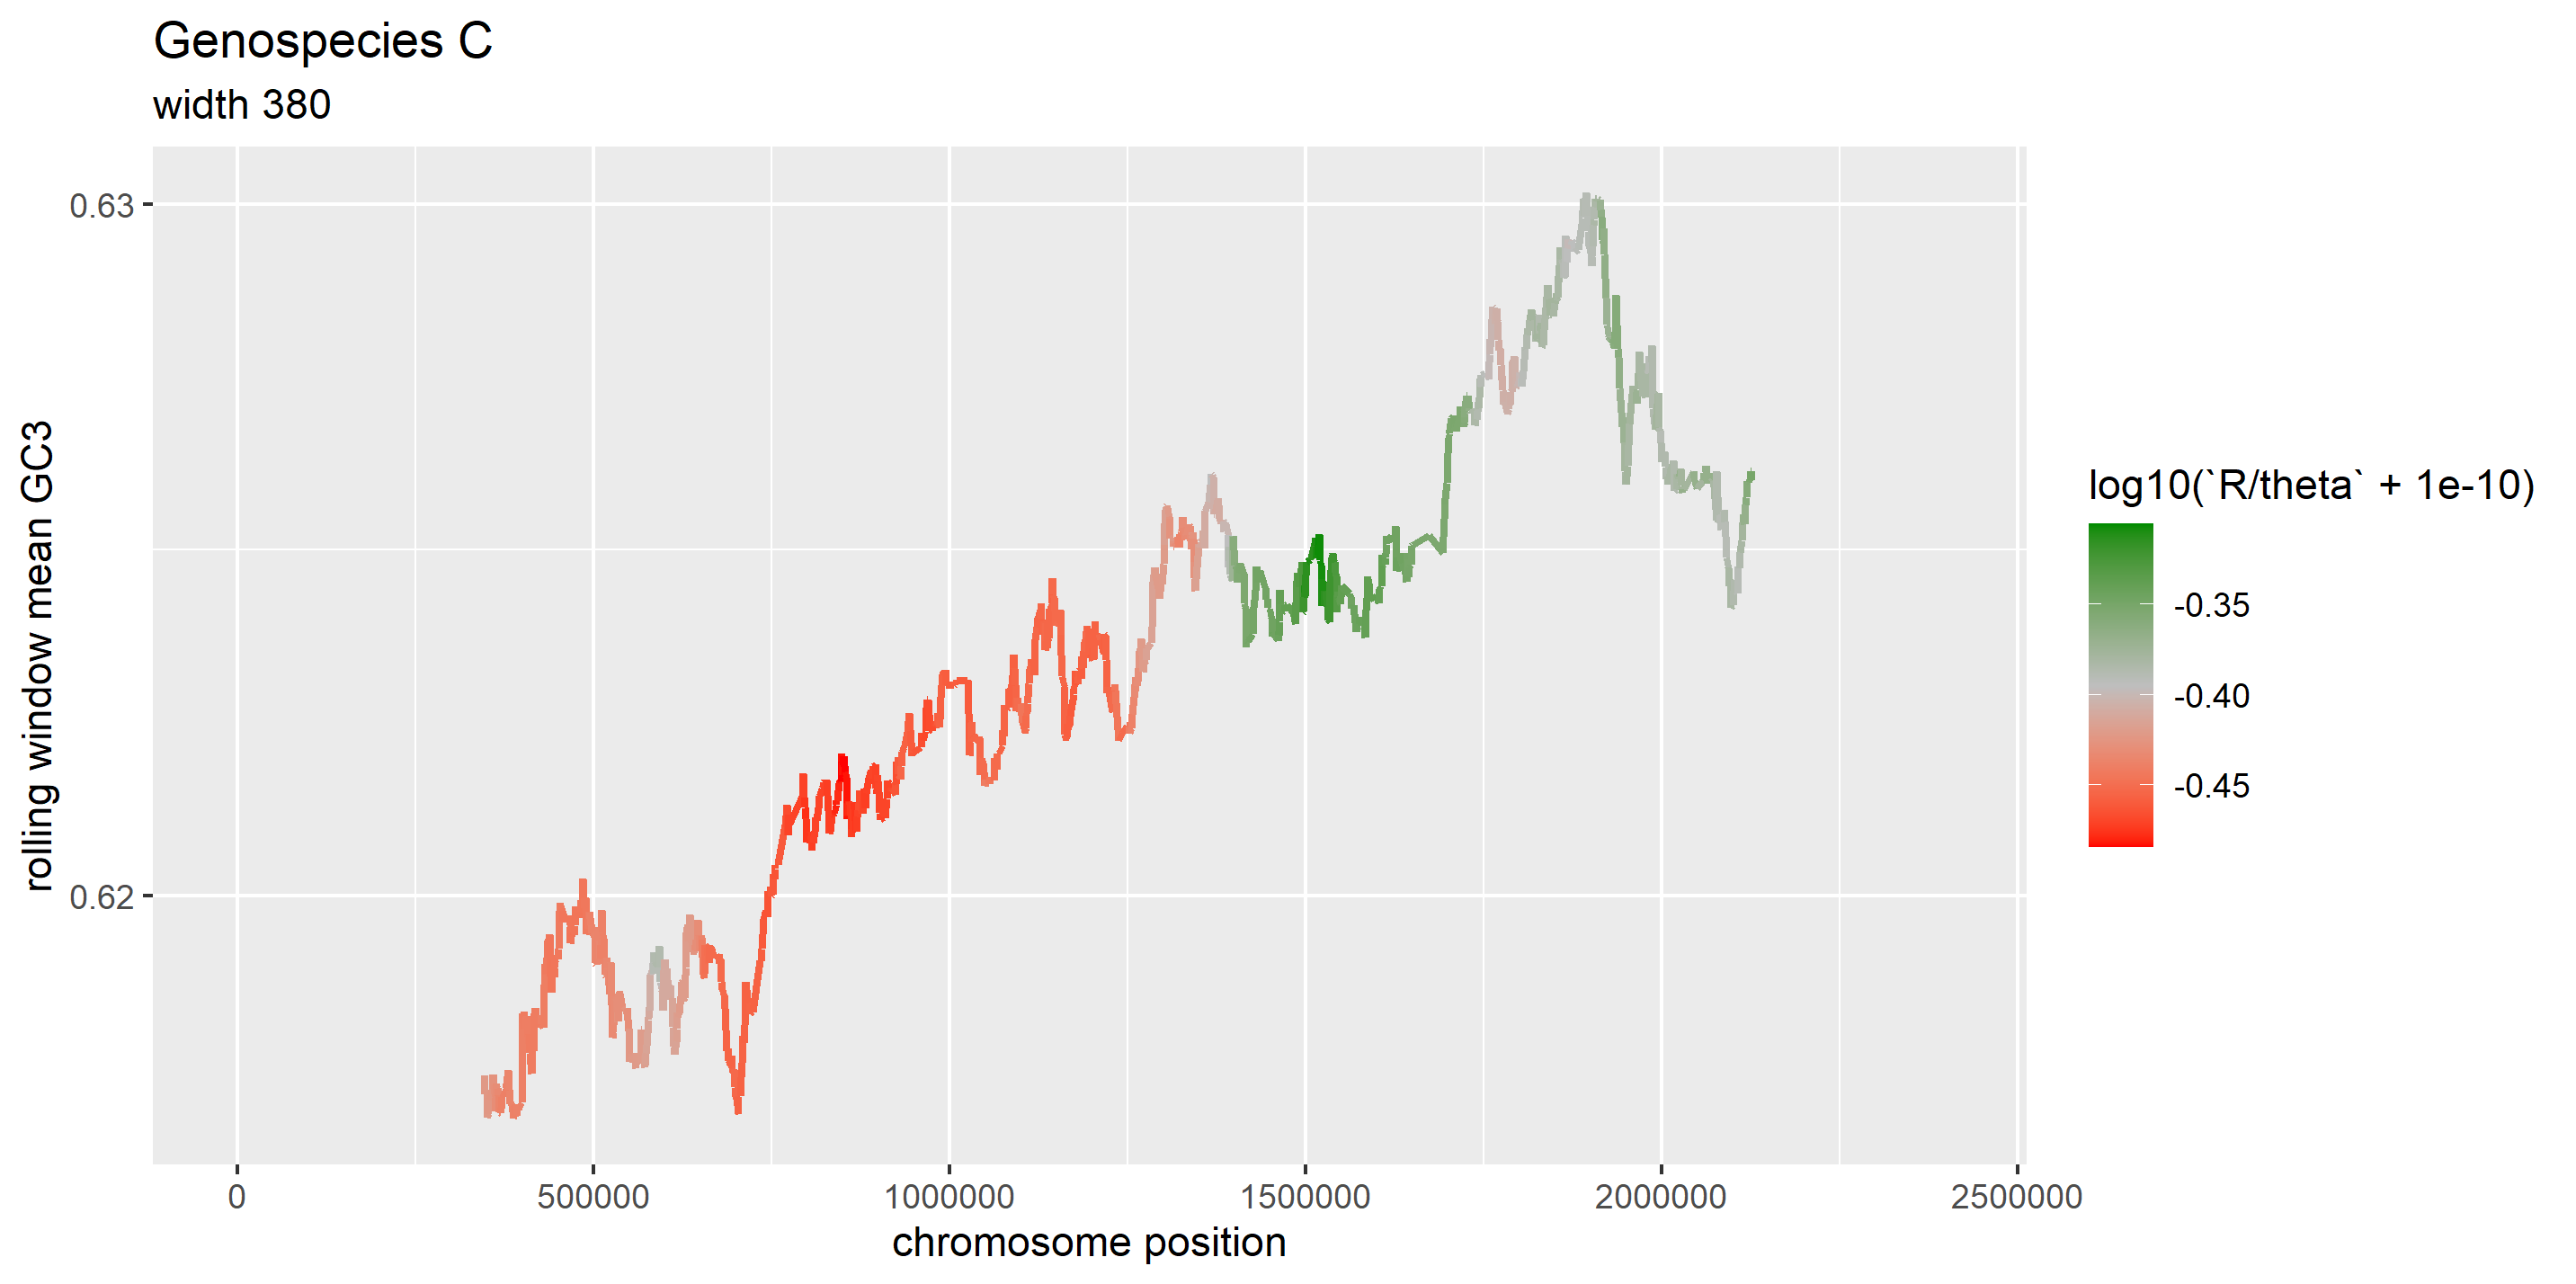 Genospecies C
width 380
0.63
0.62
rolling window mean GC3
0 500000 1000000 1500000 2000000 2500000
chromosome position
log10(`R/theta` + 1e-10)
-0.35
-0.40
-0.45